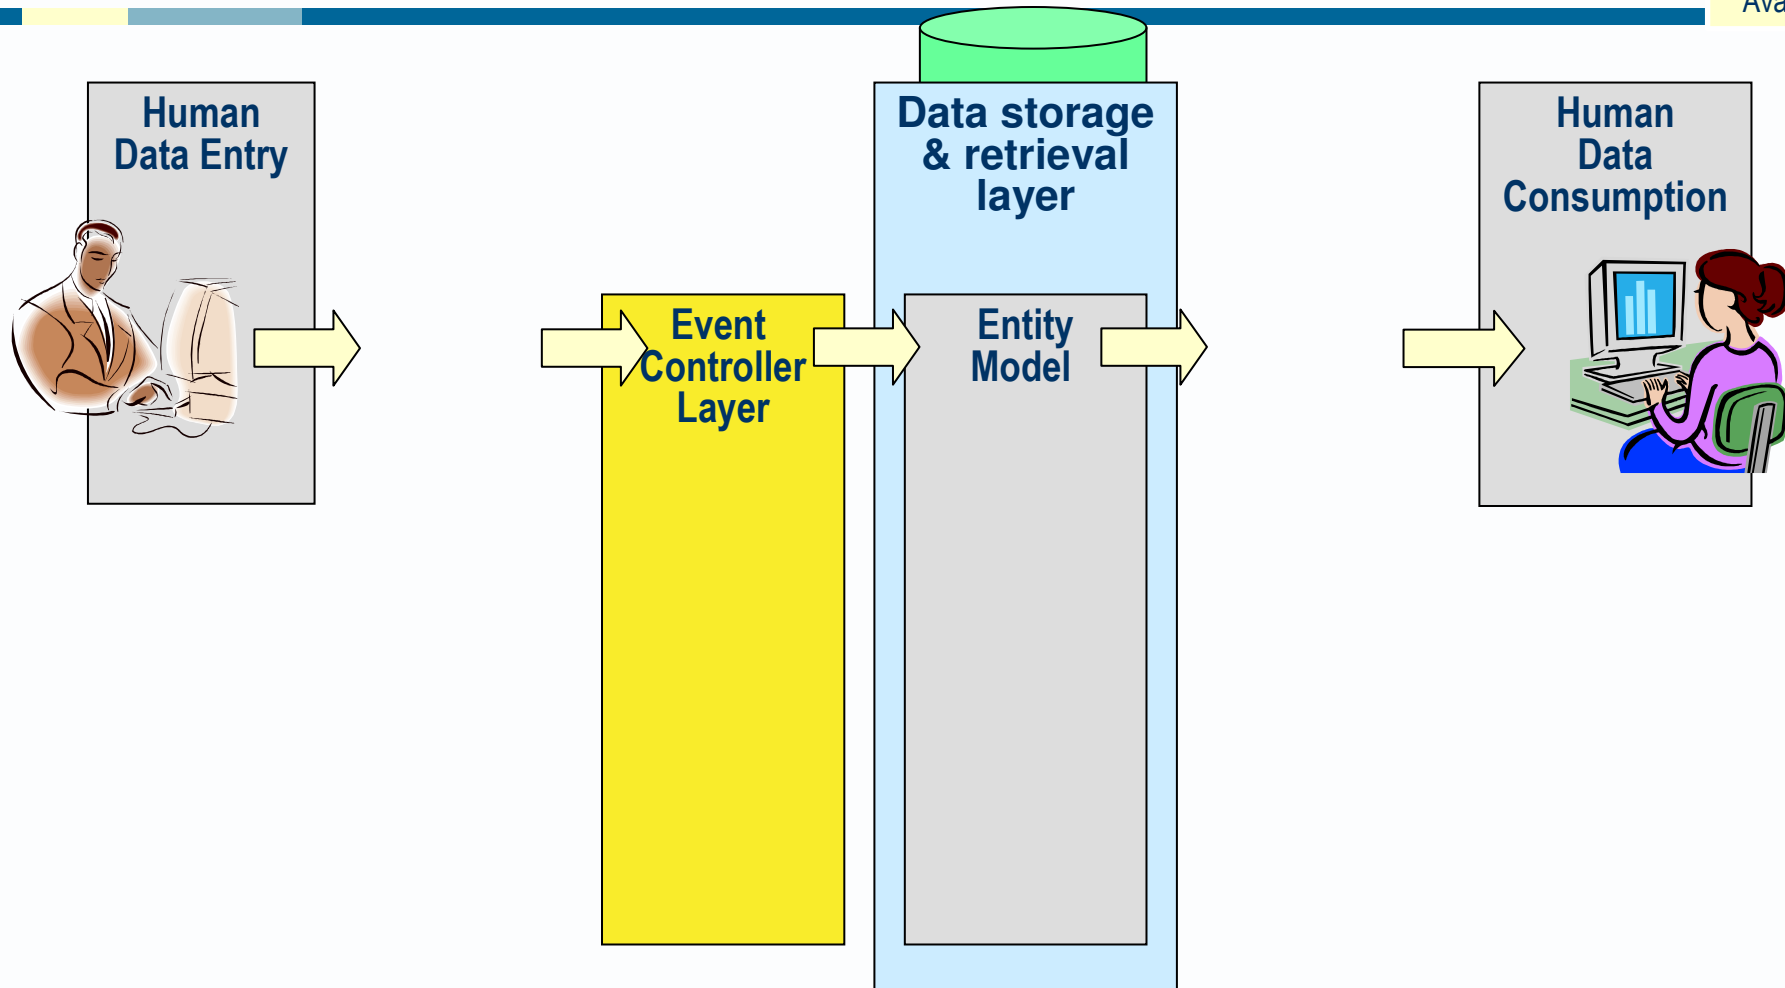 Human
Data Entry
Event
Controller
Layer
Data storage
& retrieval
layer
Entity
Model
Human
Data
Consumption